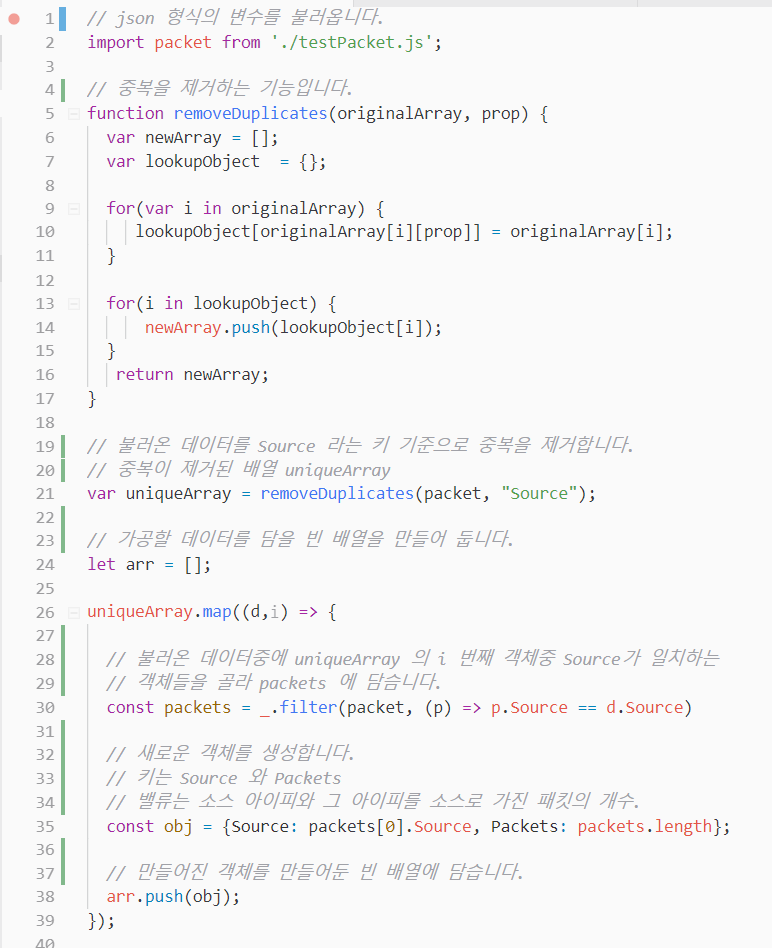 1 // json 형식의 변수를 불러옵니다.
2 import packet from './testPacket.js';
3
4 // 중복을 제거하는 기능입니다.
5 function removeDuplicates(originalArray, prop) {
6 var newArray = [];
7 var lookupObject  = {};
8
9 for(var i in originalArray) {
10 lookupObject[originalArray[i][prop]] = originalArray[i];
11 }
12
13 for(i in lookupObject) {
14 newArray.push(lookupObject[i]);
15 }
16 return newArray;
17 }
18
19 // 불러온 데이터를 Source 라는 키 기준으로 중복을 제거합니다.
20 // 중복이 제거된 배열 uniqueArray
21 var uniqueArray = removeDuplicates(packet, "Source");
22
23 // 가공할 데이터를 담을 빈 배열을 만들어 둡니다.
24 let arr = [];
25
26 uniqueArray.map((d,i) => {
27
28 // 불러온 데이터중에 uniqueArray 의 i 번째 객체중 Source가 일치하는
29 // 객체들을 골라 packets 에 담습니다.
30 const packets = _.filter(packet, (p) => p.Source == d.Source)
31
32 // 새로운 객체를 생성합니다.
33 // 키는 Source 와 Packets
34 // 밸류는 소스 아이피와 그 아이피를 소스로 가진 패킷의 개수.
35 const obj = {Source: packets[0].Source, Packets: packets.length};
36
37 // 만들어진 객체를 만들어둔 빈 배열에 담습니다.
38 arr.push(obj);
39 });
40